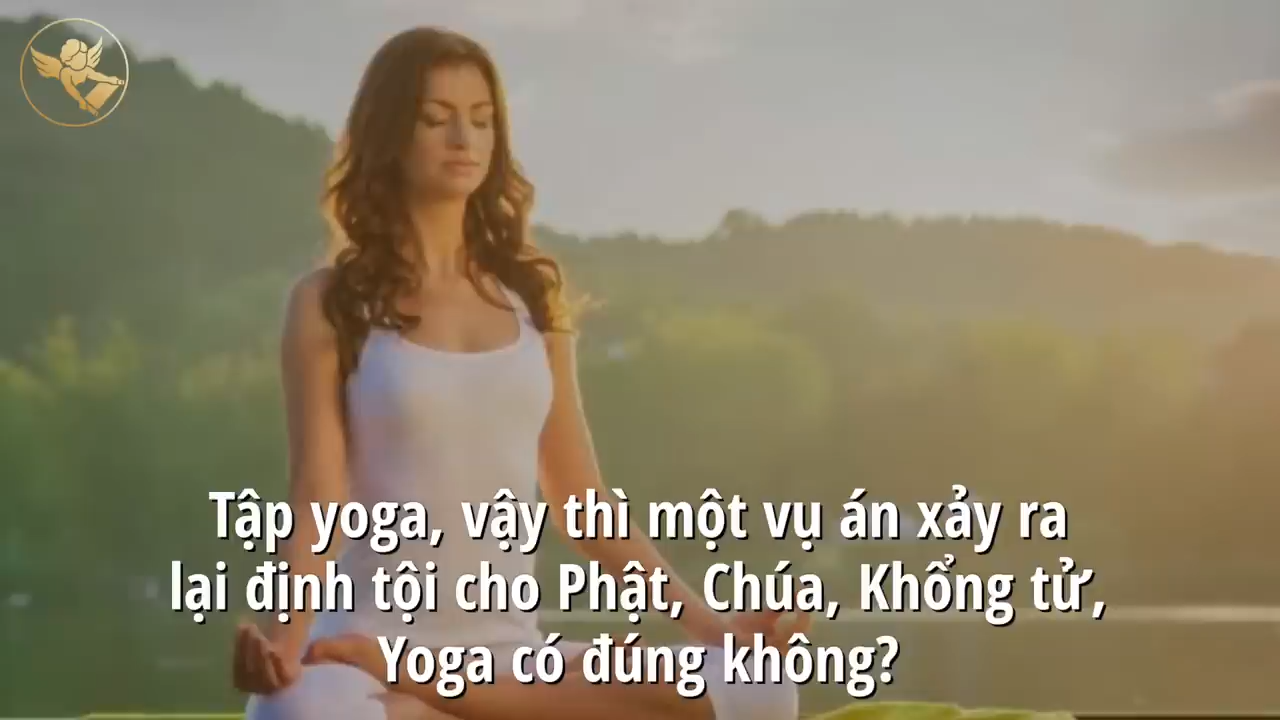 Tập yoga, vậy thì một vụ án xảy ra
lại định tội cho Phật, Chúa, Khổng tử,
Yoga có đúng không?